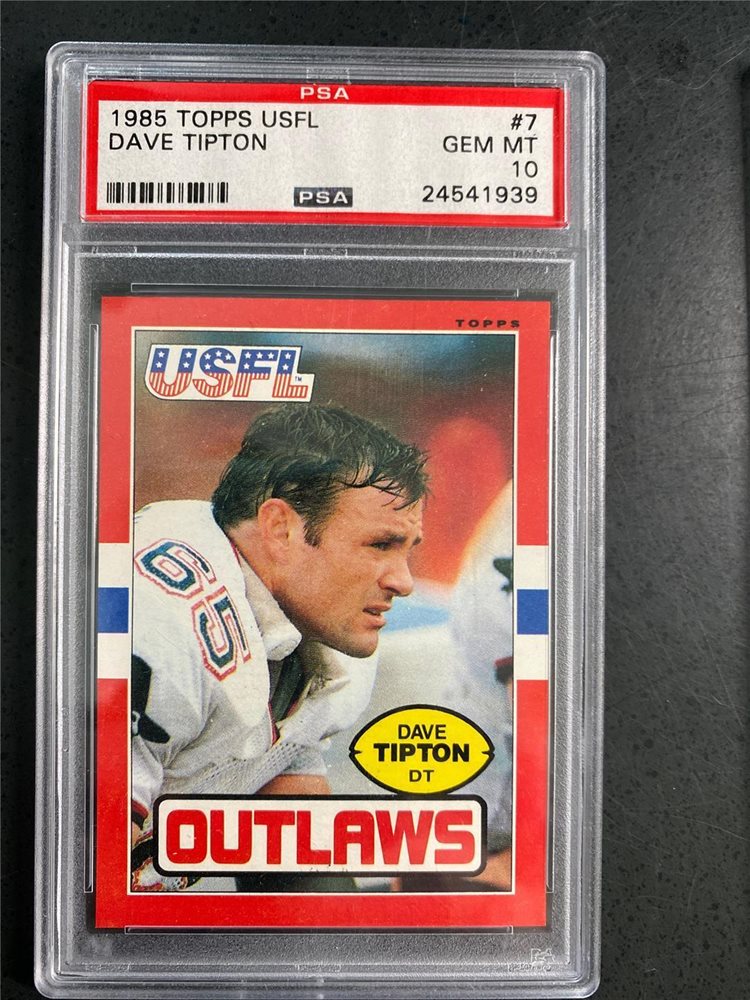 PSA
1985 TOPPS USFL #7
DAVE TIPTON GEM MT
10
PSA 24541939
TOPPS
USFL
TM
65
DAVE
TIPTON
DT
OUTLAWS